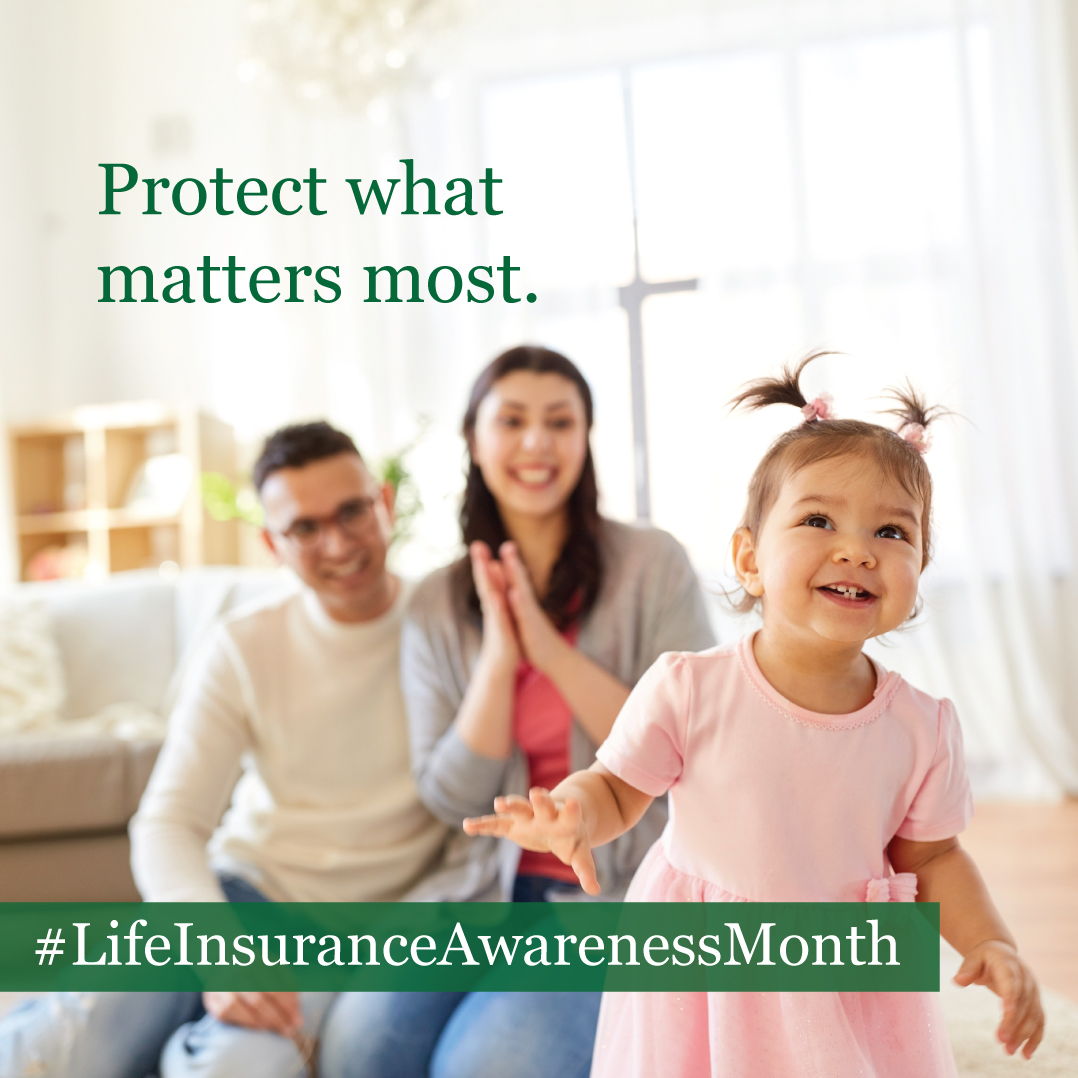 Protect what
matters most.
#LifeInsuranceAwarenessMonth